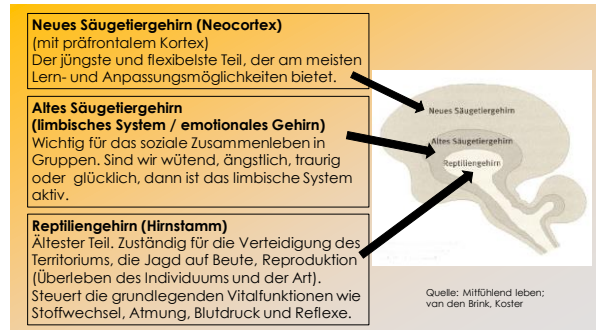 Neues Säugetiergehirn (Neocortex)
(mit präfrontalem Kortex)
Der jüngste und flexibelste Teil, der am meisten
Lern- und Anpassungsmöglichkeiten bietet.
Altes Säugetiergehirn
(limbisches System / emotionales Gehirn)
Wichtig für das soziale Zusammenleben in
Gruppen. Sind wir wütend, ängstlich, traurig
oder glücklich, dann ist das limbische System
aktiv.
Reptiliengehirn (Hirnstamm)
Ältester Teil. Zuständig für die Verteidigung des
Territoriums, die Jagd auf Beute, Reproduktion
(Überleben des Individuums und der Art).
Steuert die grundlegenden Vitalfunktionen wie
Stoffwechsel, Atmung, Blutdruck und Reflexe.
Neues Säugetiergehirn
Altes Säugetiergehirn
Reptiliengehirn
Quelle: Mitfühlend leben;
van den Brink, Koster